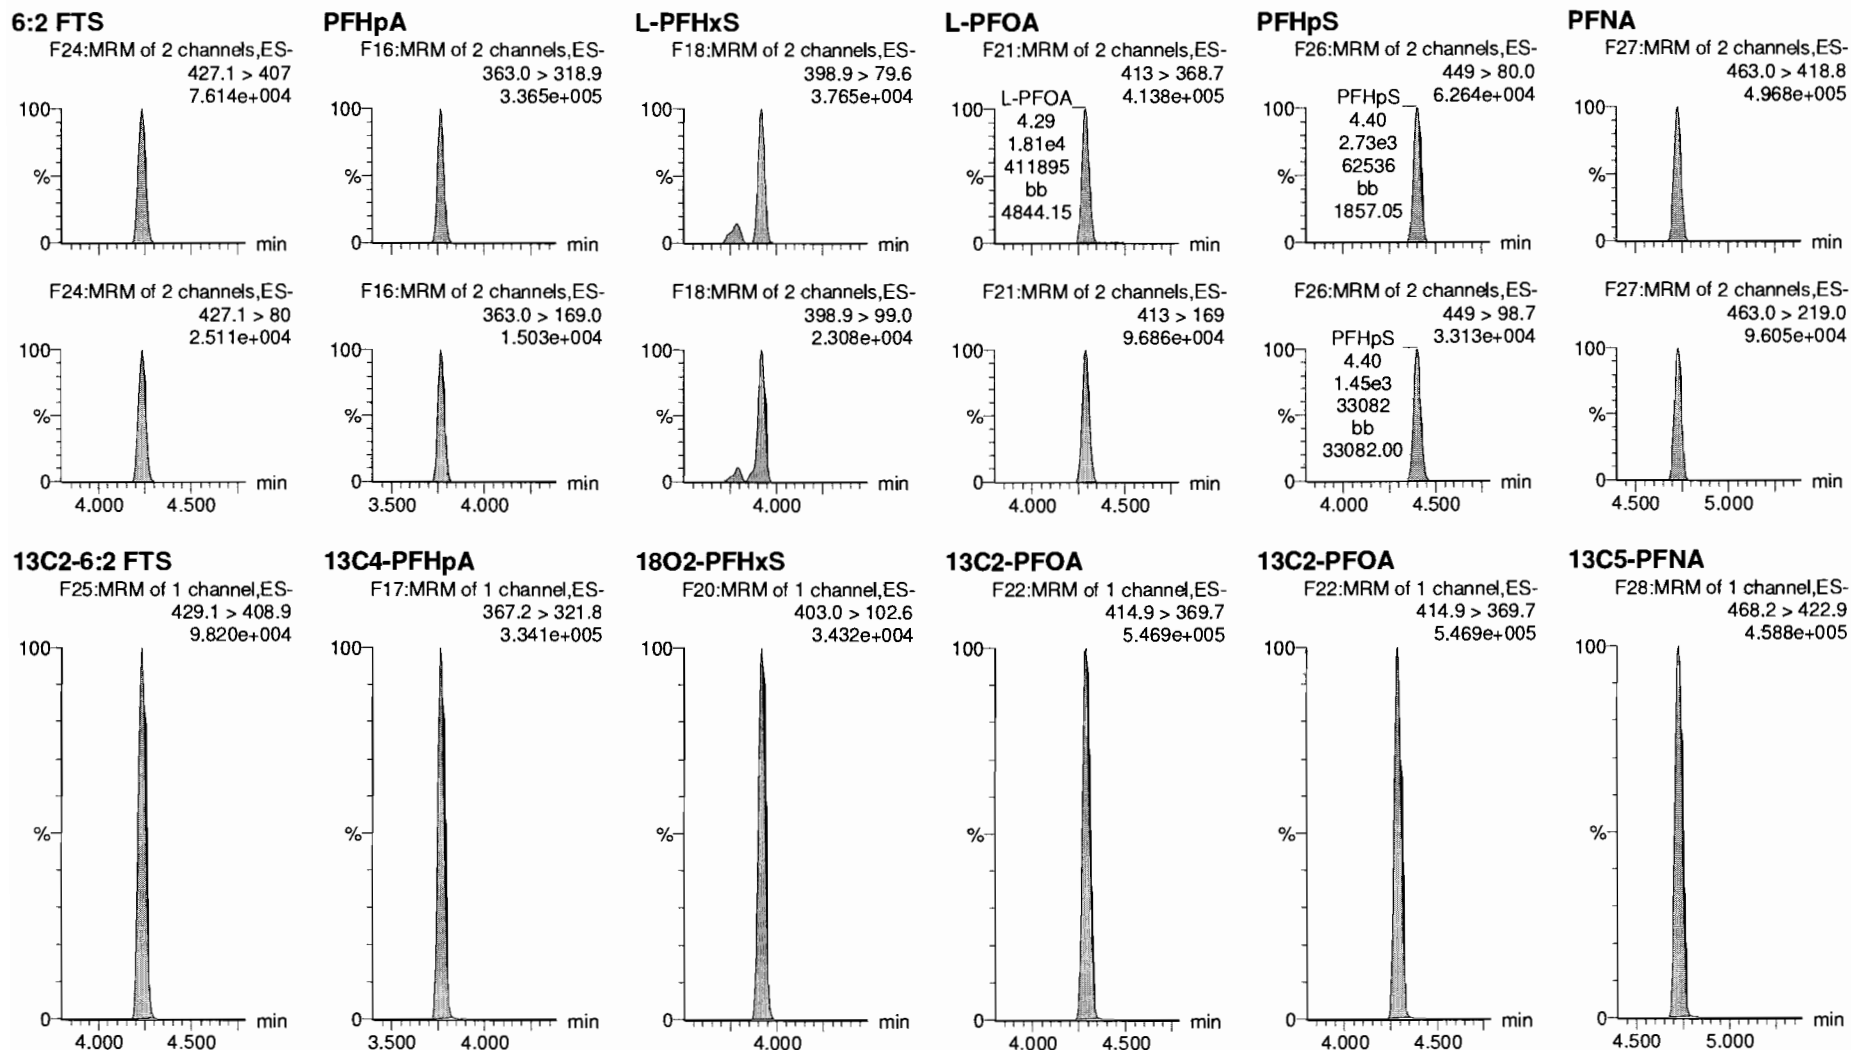 6:2 FTS
F24:MRM of 2 channels,ES-
427.1 > 407
7.614e+004
100
%
0
min
F24:MRM of 2 channels,ES-
427.1 > 80
2.511e+004
100
%
0
min
4.000 4.500
PFHpA
F16:MRM of 2 channels,ES-
363.0 > 318.9
3.365e+005
100
%
0
min
F16:MRM of 2 channels,ES-
363.0 > 169.0
1.503e+004
100
%
0
min
3.500 4.000
L-PFHxS
F18:MRM of 2 channels,ES-
398.9 > 79.6
3.765e+004
100
%
0
min
F18:MRM of 2 channels,ES-
398.9 > 99.0
2.308e+004
100
%
0
min
4.000
L-PFOA
F21:MRM of 2 channels,ES-
413 > 368.7
4.138e+005
100
L-PFOA
4.29
1.81e4
411895
bb
4844.15
%
0
min
F21:MRM of 2 channels,ES-
413 > 169
9.686e+004
100
%
0
min
4.000 4.500
PFHpS
F26:MRM of 2 channels,ES-
449 > 80.0
6.264e+004
100
PFHpS
4.40
2.73e3
62536
bb
1857.05
%
0
min
F26:MRM of 2 channels,ES-
449 > 98.7
3.313e+004
100
PFHpS
4.40
1.45e3
33082
bb
33082.00
%
0
min
4.000 4.500
PFNA
F27:MRM of 2 channels,ES-
463.0 > 418.8
4.968e+005
100
%
0
min
F27:MRM of 2 channels,ES-
463.0 > 219.0
9.605e+004
100
%
0
min
4.500 5.000
13C2-6:2 FTS
F25:MRM of 1 channel,ES-
429.1 > 408.9
9.820e+004
100
%
0
min
4.000 4.500
13C4-PFHpA
F17:MRM of 1 channel,ES-
367.2 > 321.8
3.341e+005
100
%
0
min
3.500 4.000
18O2-PFHxS
F20:MRM of 1 channel,ES-
403.0 > 102.6
3.432e+004
100
%
0
min
4.000
13C2-PFOA
F22:MRM of 1 channel,ES-
414.9 > 369.7
5.469e+005
100
%
0
min
4.000 4.500
13C2-PFOA
F22:MRM of 1 channel,ES-
414.9 > 369.7
5.469e+005
100
%
0
min
4.000 4.500
13C5-PFNA
F28:MRM of 1 channel,ES-
468.2 > 422.9
4.588e+005
100
%
0
min
4.500 5.000